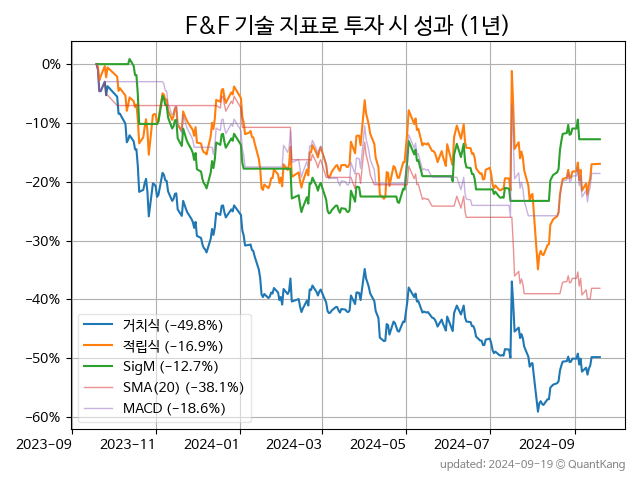 F&F 기술 지표로 투자 시 성과 (1년)
0%
−10%
−20%
−30%
−40%
−50%
−60%
거치식 (−49.8%)
적립식 (−16.9%)
SigM (−12.7%)
SMA(20) (−38.1%)
MACD (−18.6%)
2023-09 2023-11 2024-01 2024-03 2024-05 2024-07 2024-09
updated: 2024-09-19 @QuantKang